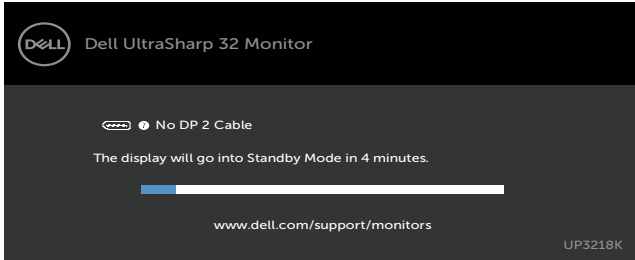 DELL
Dell UltraSharp 32 Monitor
No DP 2 Cable
The display will go into Standby Mode in 4 minutes.
www.dell.com/support/monitors
UP3218K